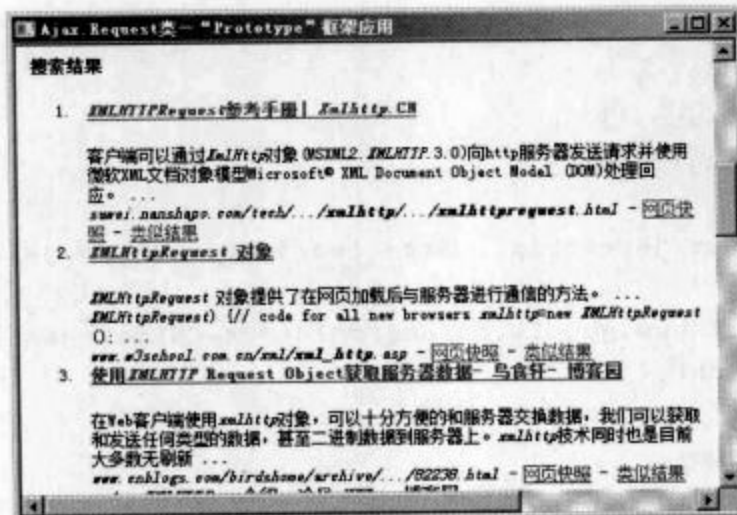 Ajax.Request类—“Prototype”框架应用
搜索结果
1. XMLHTTPRequest参考手册| Xmlhttp.CN
客户端可以通过XmlHttp对象(MSXML2.XMLHTTP.3.0)向http服务器发送请求并使用
微软XML文档对象模型Microsoft® XML Document Object Model (DOM)处理回
应。 ...
suwei.nanshapo.com/tech/.../xmlhttp/.../xmlhttprequest.html - 网页快
照 - 类似结果
2. XMLHttpRequest 对象
XMLHttpRequest 对象提供了在网页加载后与服务器进行通信的方法。 ...
XMLHttpRequest) {// code for all new browsers xmlhttp=new XMLHttpRequest
(); ...
www.w3school.com.cn/xml/xml_http.asp - 网页快照 - 类似结果
3. 使用XMLHTTP Request Object获取服务器数据- 鸟食轩- 博客园
在Web客户端使用xmlhttp对象，可以十分方便的和服务器交换数据，我们可以获取
和发送任何类型的数据，甚至二进制数据到服务器上。xmlhttp技术同时也是目前
大多数无刷新 ...
www.cnblogs.com/birdshome/archive/.../82238.html - 网页快照 - 类似结果